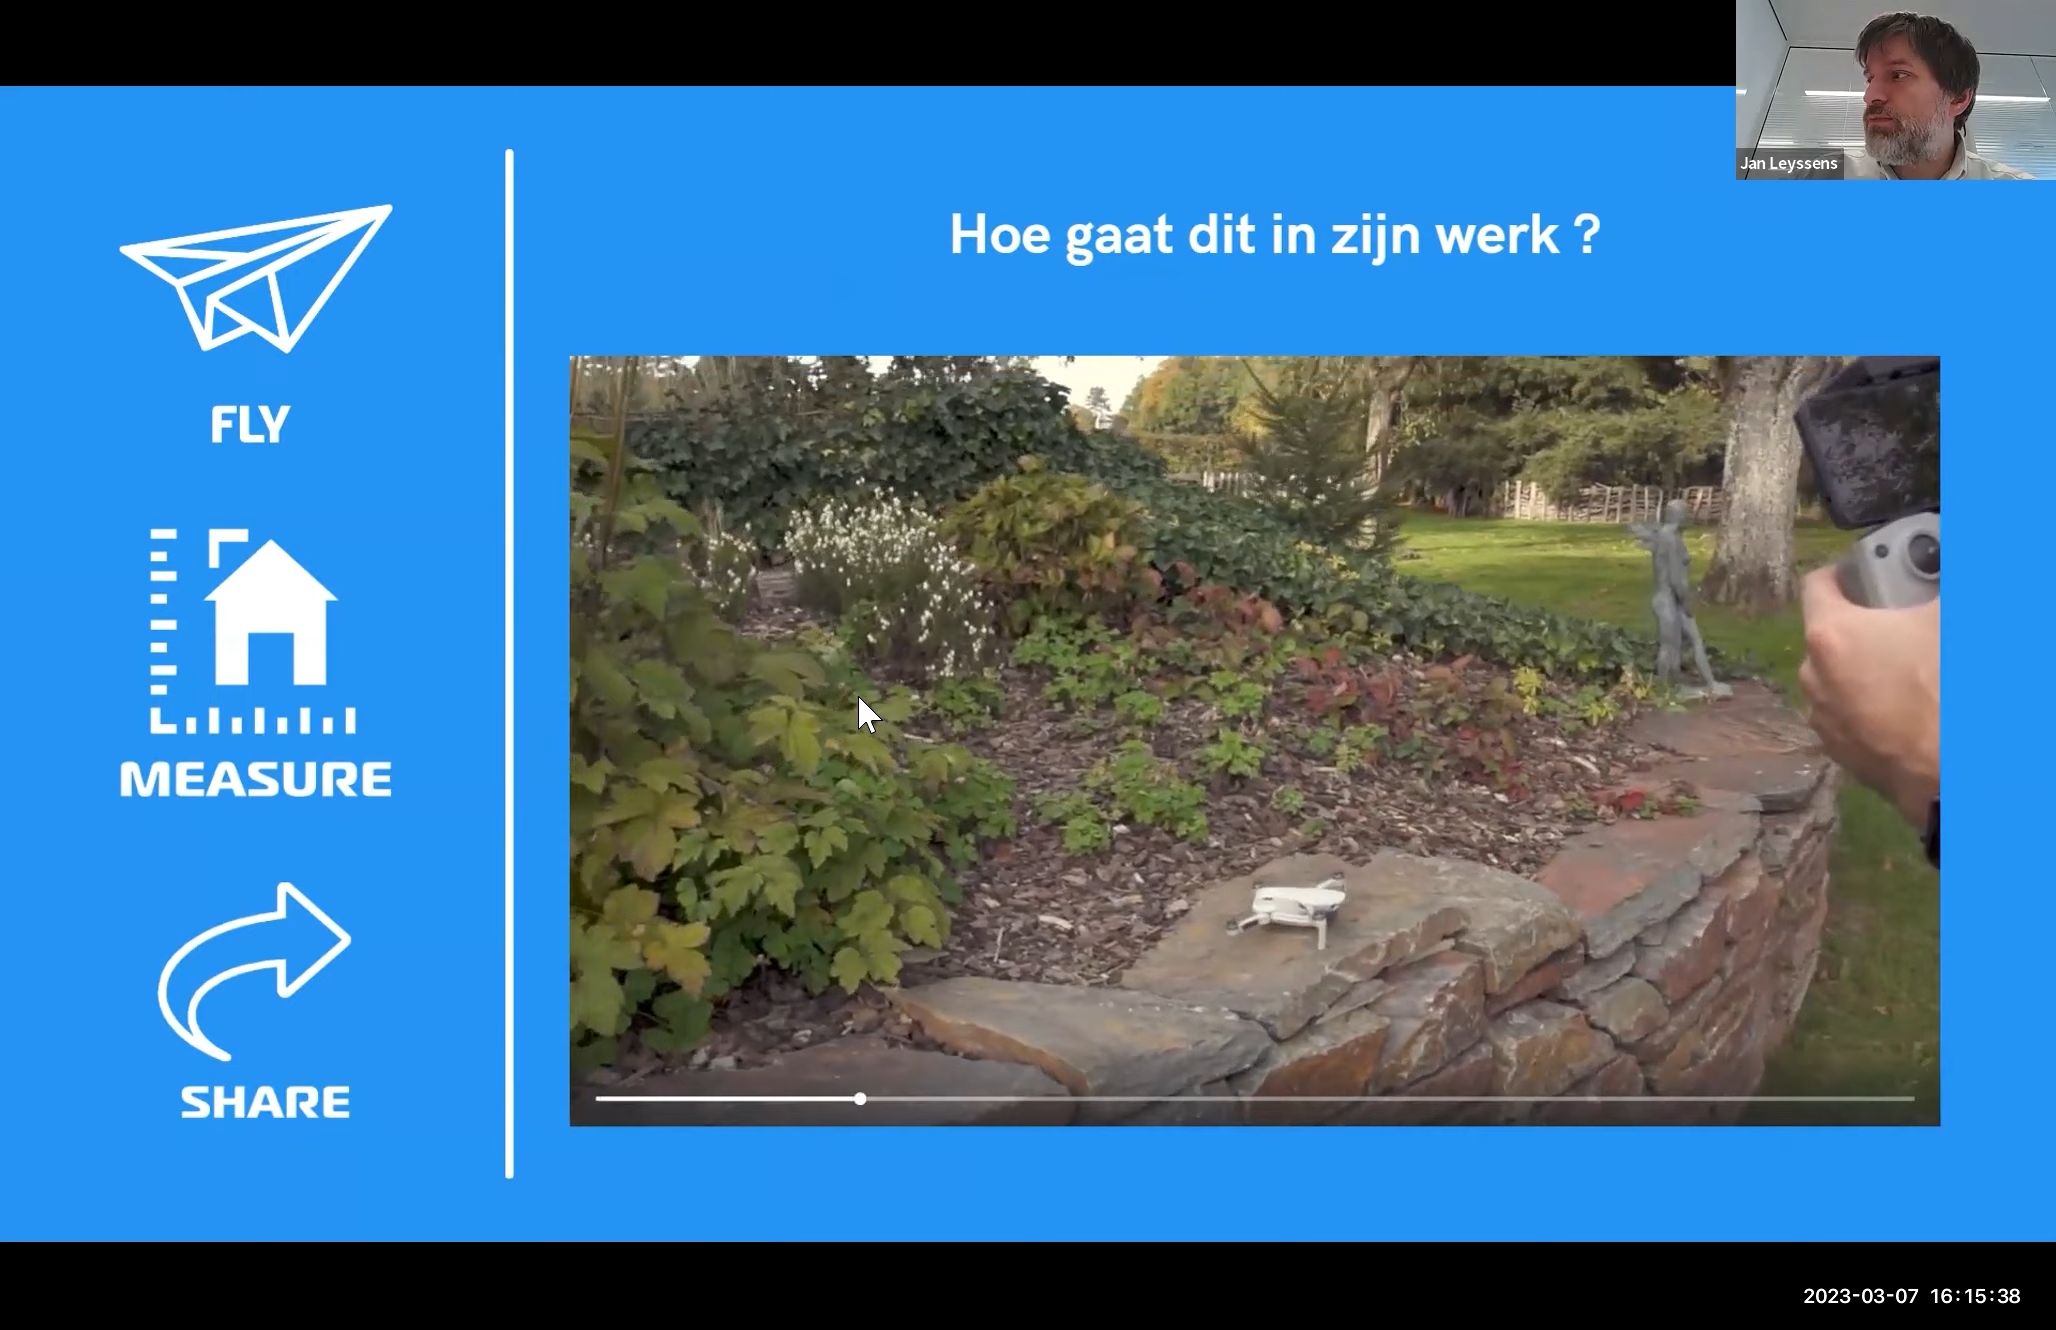 Jan Leyssens
Hoe gaat dit in zijn werk ?
FLY
MEASURE
SHARE
2023-03-07 16:15:38